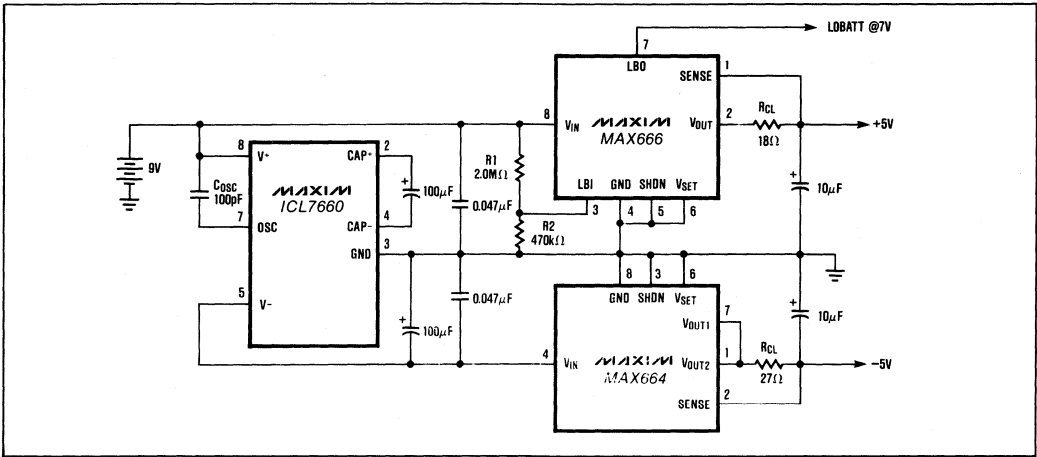 LOBATT @7V
7
LBO
SENSE
1
8
VIN
MAXIM
MAX666
VOUT
2
RCL
18Ω
+5V
R1
2.0MΩ
LBI
GND
SHDN
VSET
3
4
5
6
10μF
+
9V
8
V+
CAP+
2
COSC
100pF
MAXIM
ICL7660
+
100μF
0.047μF
7
OSC
CAP-
4
R2
470kΩ
GND
3
5
V-
+
100μF
0.047μF
8
3
6
GND
SHDN
VSET
7
VOUT1
+
10μF
4
VIN
MAXIM
MAX664
VOUT2
1
RCL
27Ω
-5V
SENSE
2